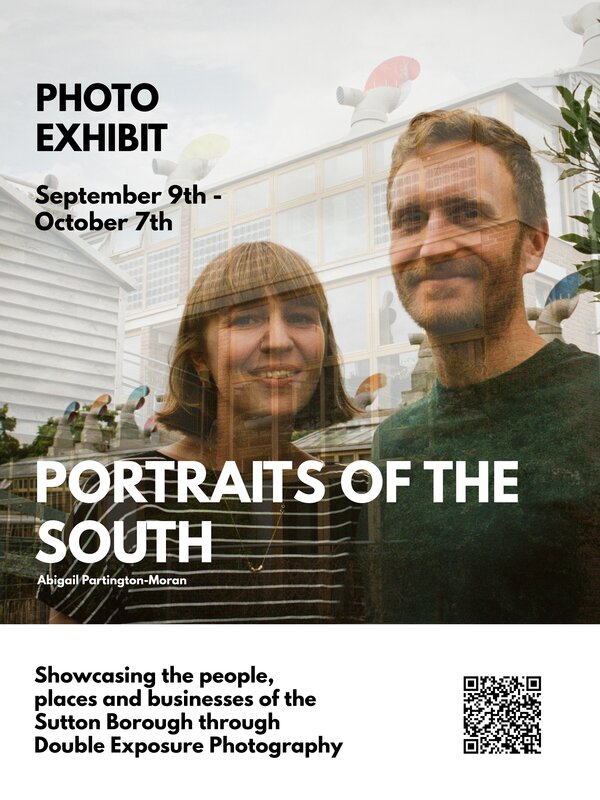 PHOTO
EXHIBIT
September 9th -
October 7th
PORTRAITS OF THE
SOUTH
Abigail Partington-Moran
Showcasing the people,
places and businesses of the
Sutton Borough through
Double Exposure Photography